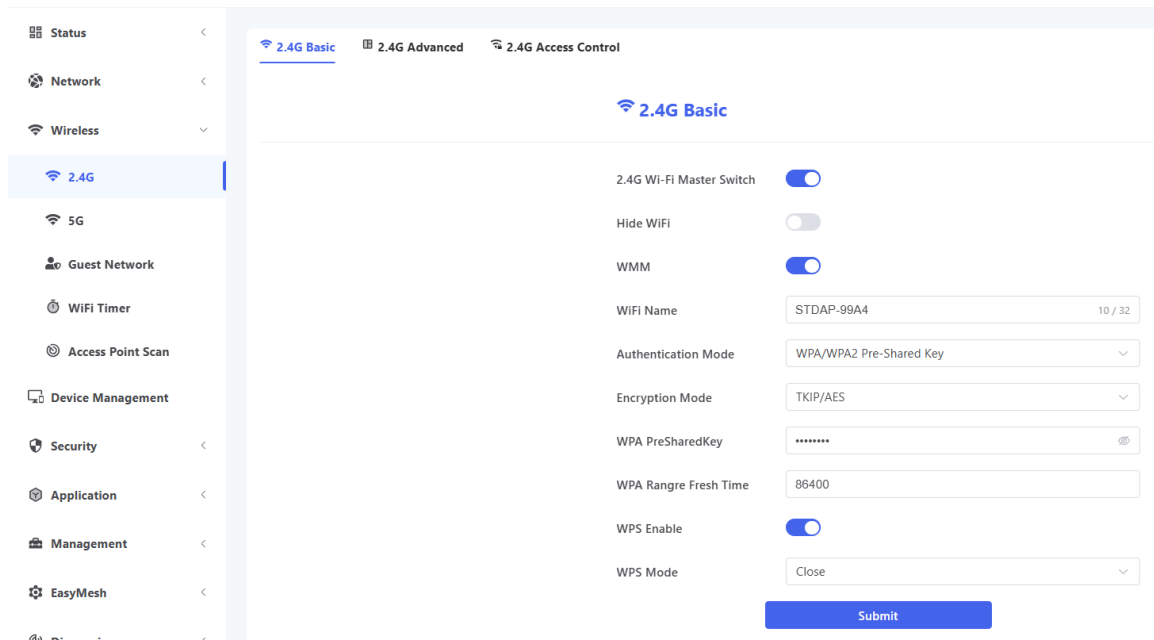 Status
Network
Wireless
2.4G
5G
Guest Network
WiFi Timer
Access Point Scan
Device Management
Security
Application
Management
EasyMesh
2.4G Basic
2.4G Advanced
2.4G Access Control
2.4G Basic
2.4G Wi-Fi Master Switch
Hide WiFi
WMM
WiFi Name STDAP-99A4 10 / 32
Authentication Mode WPA/WPA2 Pre-Shared Key
Encryption Mode TKIP/AES
WPA PreSharedKey ••••••••
WPA Rangre Fresh Time 86400
WPS Enable
WPS Mode Close
Submit